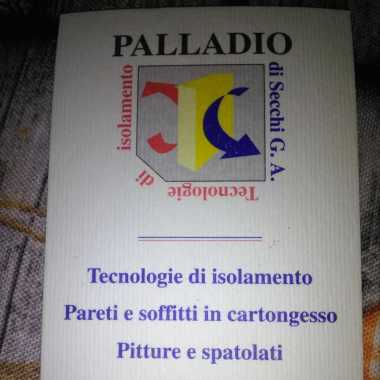 PALLADIO
di Secchi G. A.
Tecnologie
di
isolamento
Tecnologie di isolamento
Pareti e soffitti in cartongesso
Pitture e spatolati